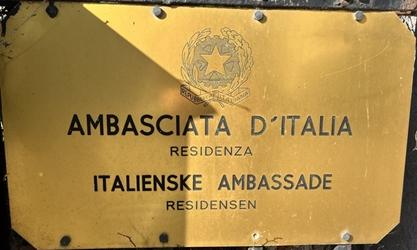 AMBASCIATA D'ITALIA
RESIDENZA
ITALIENSKE AMBASSADE
RESIDENSEN